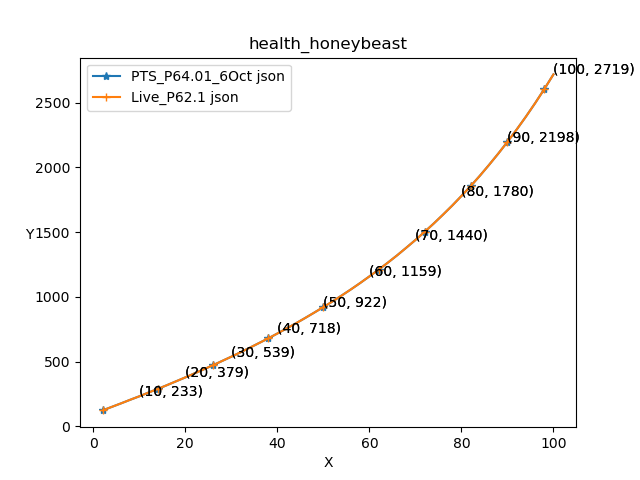 health_honeybeast
PTS_P64.01_6Oct json
Live_P62.1 json
(100, 2719)
(90, 2198)
(80, 1780)
(70, 1440)
(60, 1159)
(50, 922)
(40, 718)
(30, 539)
(20, 379)
(10, 233)
2500
2000
1500
1000
500
0
Y
0 20 40 60 80 100
X